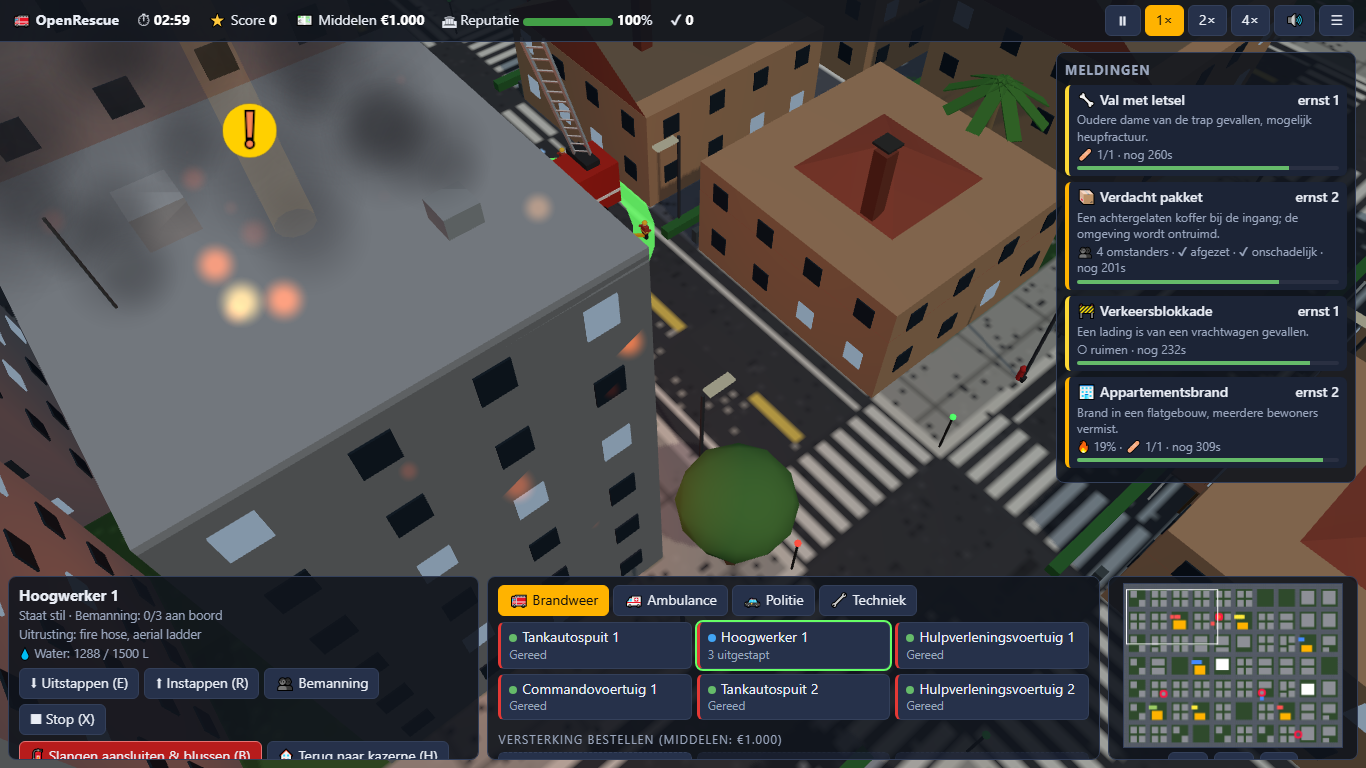 OpenRescue 02:59 Score 0 Middelen €1.000 Reputatie 100% ✓ 0
1× 2× 4×
MELDINGEN
Val met letsel ernst 1
Oudere dame van de trap gevallen, mogelijk
heupfractuur.
1/1 · nog 260s
Verdacht pakket ernst 2
Een achtergelaten koffer bij de ingang; de
omgeving wordt ontruimd.
4 omstanders · ✓ afgezet · ✓ onschadelijk ·
nog 201s
Verkeersblokkade ernst 1
Een lading is van een vrachtwagen gevallen.
ruimen · nog 232s
Appartementsbrand ernst 2
Brand in een flatgebouw, meerdere bewoners
vermist.
19% · 1/1 · nog 309s
Hoogwerker 1
Staat stil · Bemanning: 0/3 aan boord
Uitrusting: fire hose, aerial ladder
Water: 1288 / 1500 L
⬇ Uitstappen (E) ⬆ Instappen (R) Bemanning
Stop (X)
Slangen aansluiten & blussen (B) Terug naar kazerne (H)
Brandweer Ambulance Politie Techniek
Tankautospuit 1 Hoogwerker 1 Hulpverleningsvoertuig 1
Gereed 3 uitgestapt Gereed
Commandovoertuig 1 Tankautospuit 2 Hulpverleningsvoertuig 2
Gereed Gereed Gereed
VERSTERKING BESTELLEN (MIDDELEN: €1.000)